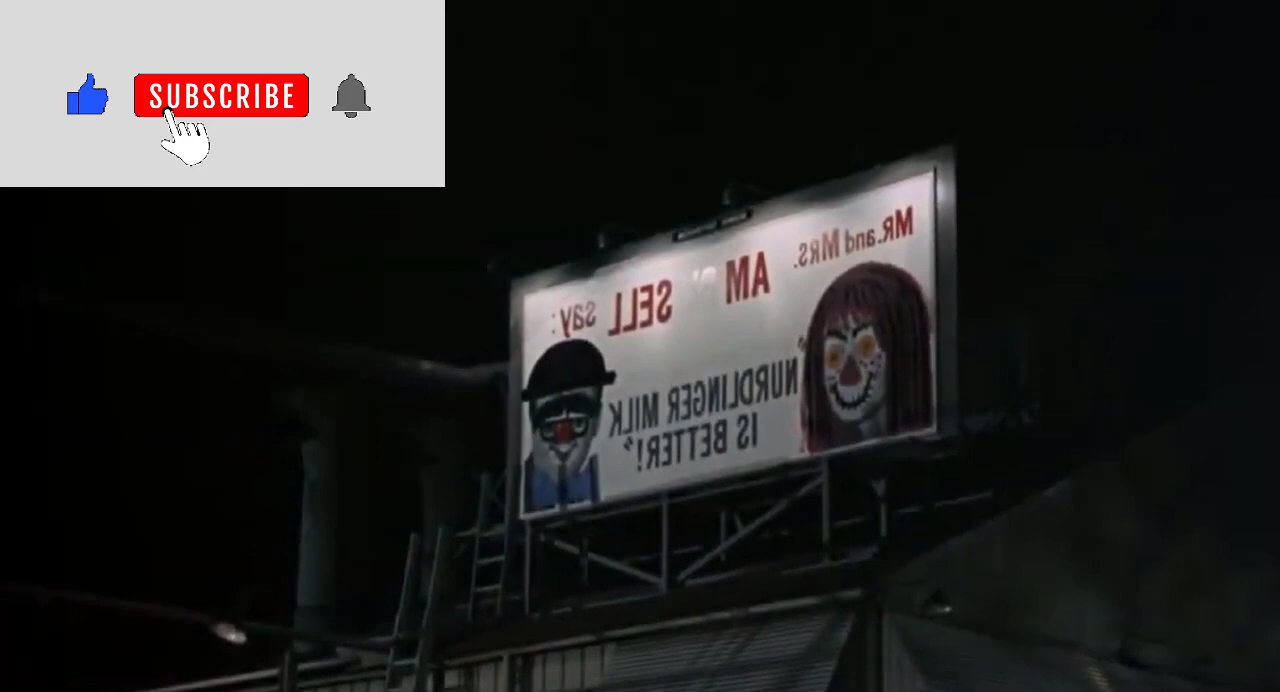 SUBSCRIBE
MR. and MRS.
AM SELL say:
"NURDLINGER MILK
IS BETTER!"